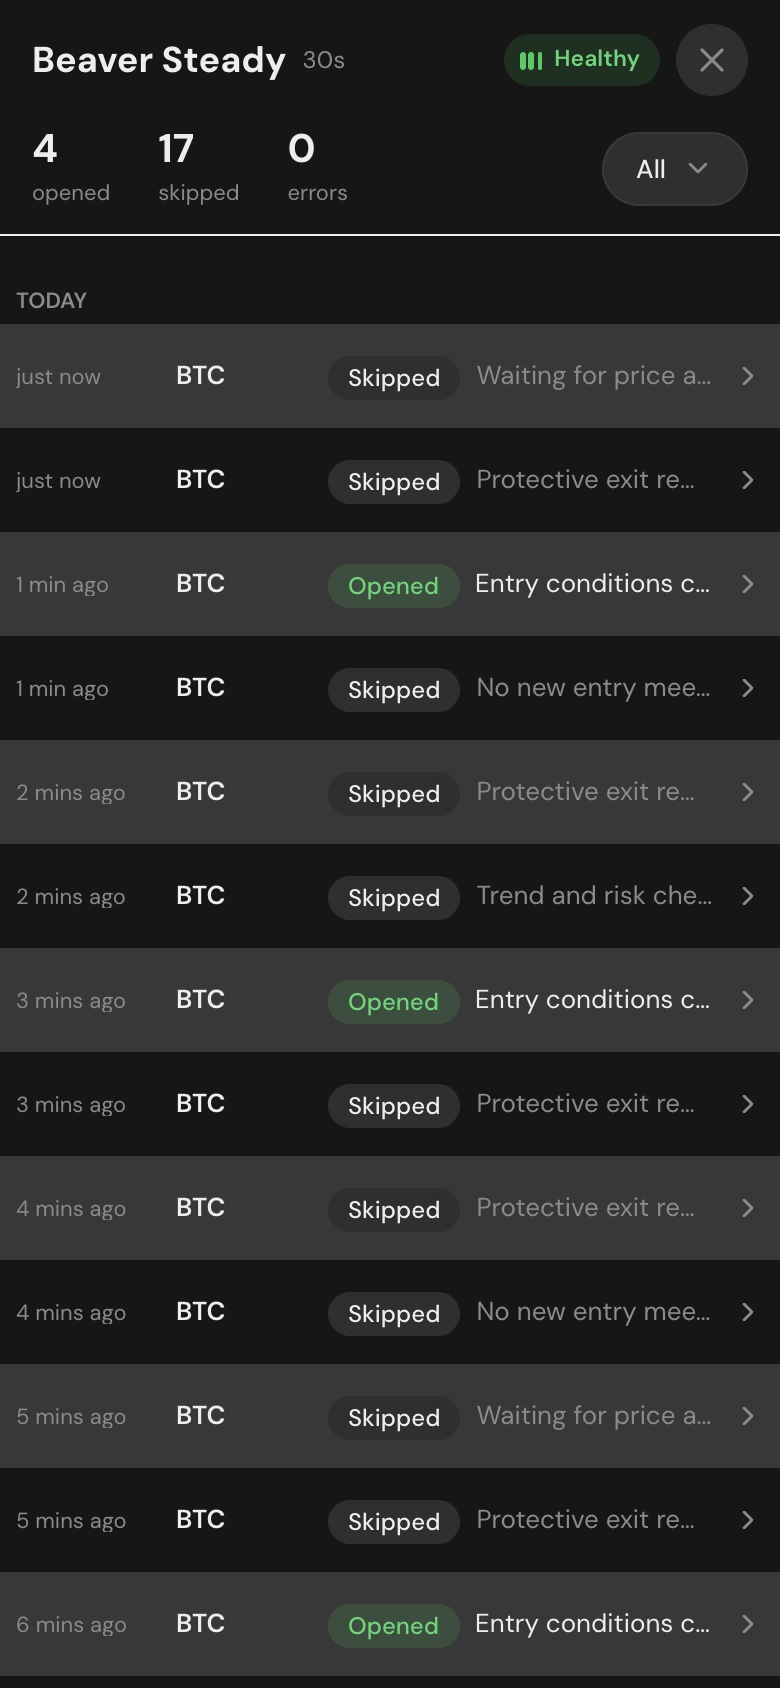 Beaver Steady 30s Healthy
4 17 0
opened skipped errors All
TODAY
just now BTC Skipped Waiting for price a...
just now BTC Skipped Protective exit re...
1 min ago BTC Opened Entry conditions c...
1 min ago BTC Skipped No new entry mee...
2 mins ago BTC Skipped Protective exit re...
2 mins ago BTC Skipped Trend and risk che...
3 mins ago BTC Opened Entry conditions c...
3 mins ago BTC Skipped Protective exit re...
4 mins ago BTC Skipped Protective exit re...
4 mins ago BTC Skipped No new entry mee...
5 mins ago BTC Skipped Waiting for price a...
5 mins ago BTC Skipped Protective exit re...
6 mins ago BTC Opened Entry conditions c...